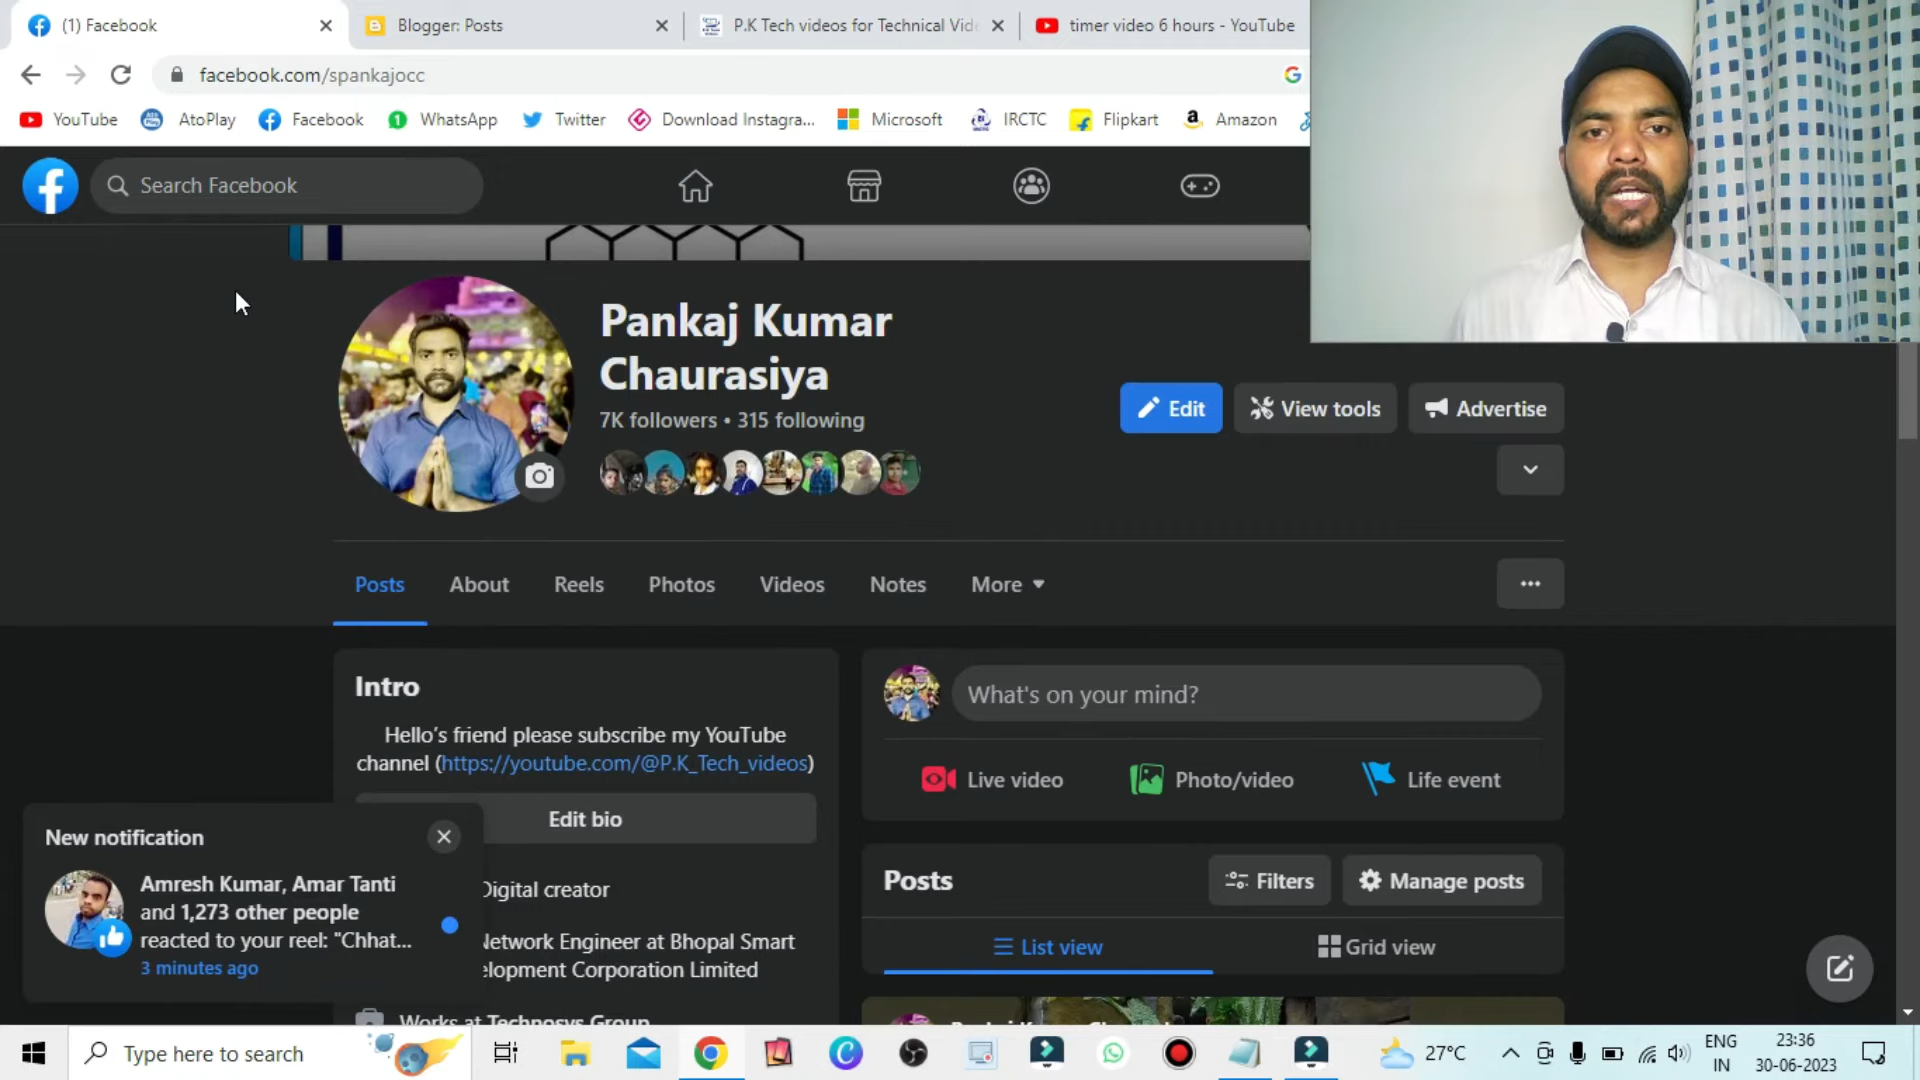 (1) Facebook
Blogger: Posts
P.K Tech videos for Technical Vide
timer video 6 hours - YouTube
facebook.com/spankajocc
YouTube
AtoPlay
Facebook
WhatsApp
Twitter
Download Instagra...
Microsoft
IRCTC
Flipkart
Amazon
Search Facebook
Pankaj Kumar
Chaurasiya
7K followers • 315 following
Edit
View tools
Advertise
Posts
About
Reels
Photos
Videos
Notes
More
Intro
Hello's friend please subscribe my YouTube
channel (https://youtube.com/@P.K_Tech_videos)
Edit bio
Digital creator
Network Engineer at Bhopal Smart
elopment Corporation Limited
Works at Technosys Group
What's on your mind?
Live video
Photo/video
Life event
Posts
Filters
Manage posts
List view
Grid view
New notification
Amresh Kumar, Amar Tanti
and 1,273 other people
reacted to your reel: "Chhat...
3 minutes ago
Type here to search
27°C
ENG
IN
23:36
30-06-2023